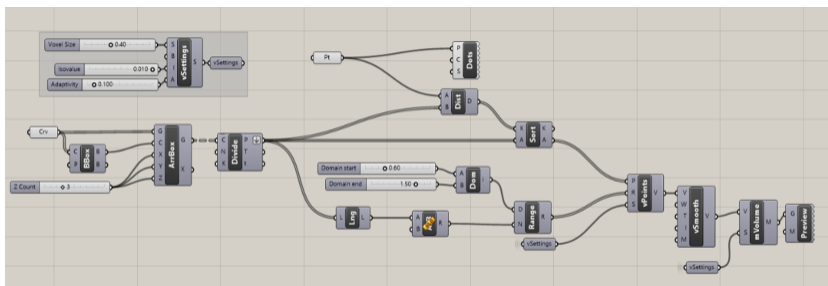 Voxel Size 0.40
Isovalue 0.010
Adaptivity 0.100
S
B
I
A
vSettings
S
vSettings
Pt
P
C
S
Dots
A
B
Dist
D
Crv
C
P
BBox
B
B
Z Count 3
G
C
X
Y
Z
ArrBox
G
X
C
N
K
Divide
P
T
t
K
A
Sort
K
A
Domain start 0.60
Domain end 1.50
A
B
Dom
I
L
Lng
L
A
B
R
D
N
Range
R
vSettings
P
R
S
vPoints
V
V
W
T
I
M
vSmooth
V
vSettings
V
S
mVolume
M
G
M
Preview